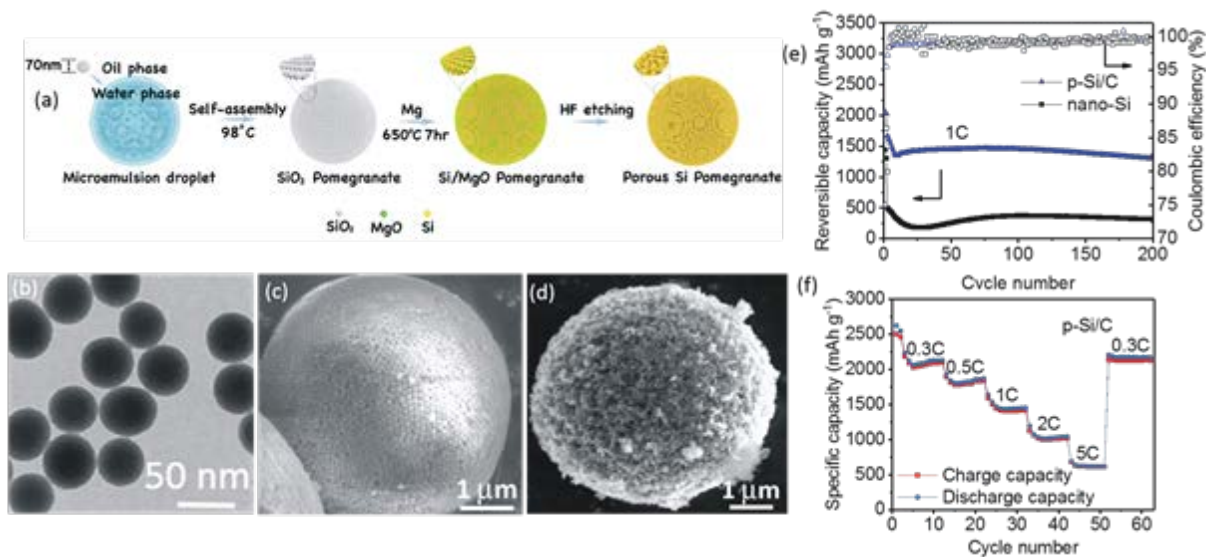 (a)
70nm
Oil phase
Water phase
Self-assembly
98°C
Mg
650°C 7hr
HF etching
Microemulsion droplet
SiO₂ Pomegranate
Si/MgO Pomegranate
Porous Si Pomegranate
SiO₂
MgO
Si
(b)
50 nm
(c)
1 μm
(d)
1 μm
(e)
Reversible capacity (mAh g⁻¹)
3500
3000
2500
2000
1500
1000
500
0
p-Si/C
nano-Si
1C
100
95
90
85
80
75
70
Coulombic efficiency (%)
0 50 100 150 200
Cycle number
(f)
Specific capacity (mAh g⁻¹)
3000
2500
2000
1500
1000
500
0
p-Si/C
0.3C
0.5C
1C
2C
5C
0.3C
Charge capacity
Discharge capacity
0 10 20 30 40 50 60
Cycle number